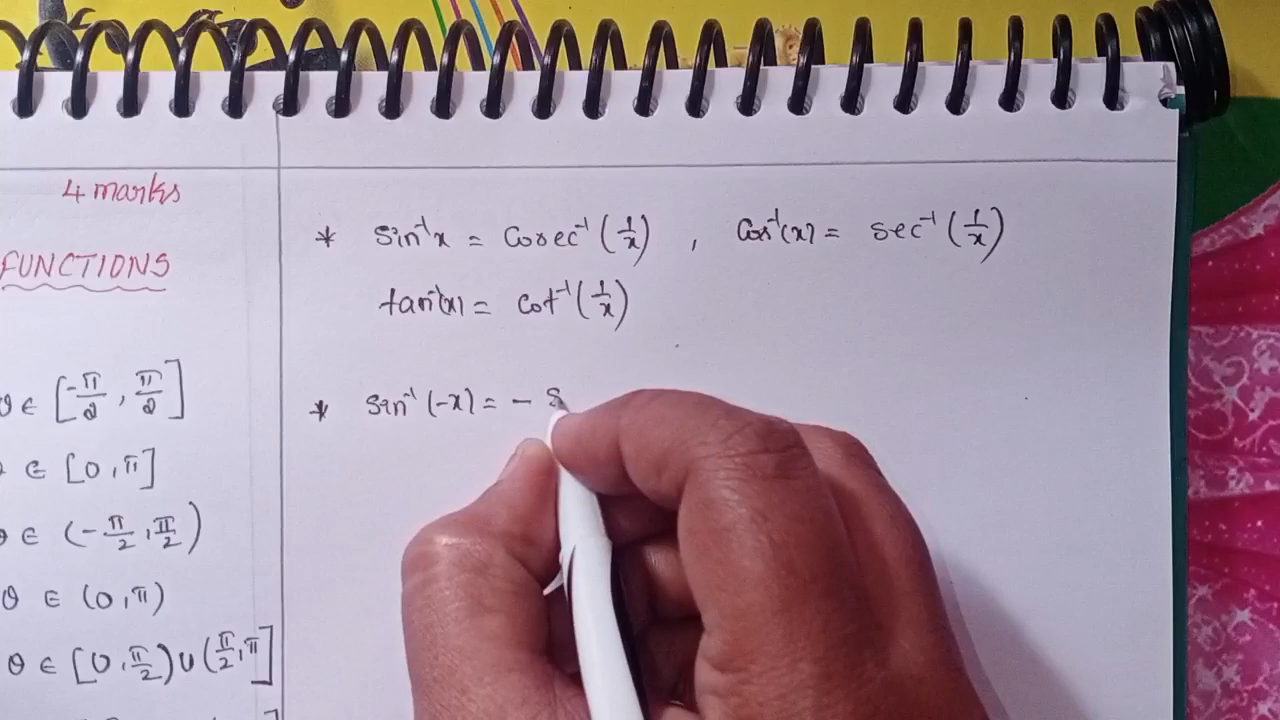 4 marks
FUNCTIONS
θ ∈ [-π/2, π/2]
θ ∈ [0, π]
θ ∈ (-π/2, π/2)
θ ∈ (0, π)
θ ∈ [0, π/2) ∪ (π/2, π]
* sin⁻¹x = cosec⁻¹(1/x) , cos⁻¹(x) = sec⁻¹(1/x)
tan⁻¹(x) = cot⁻¹(1/x)
* sin⁻¹(-x) = - s